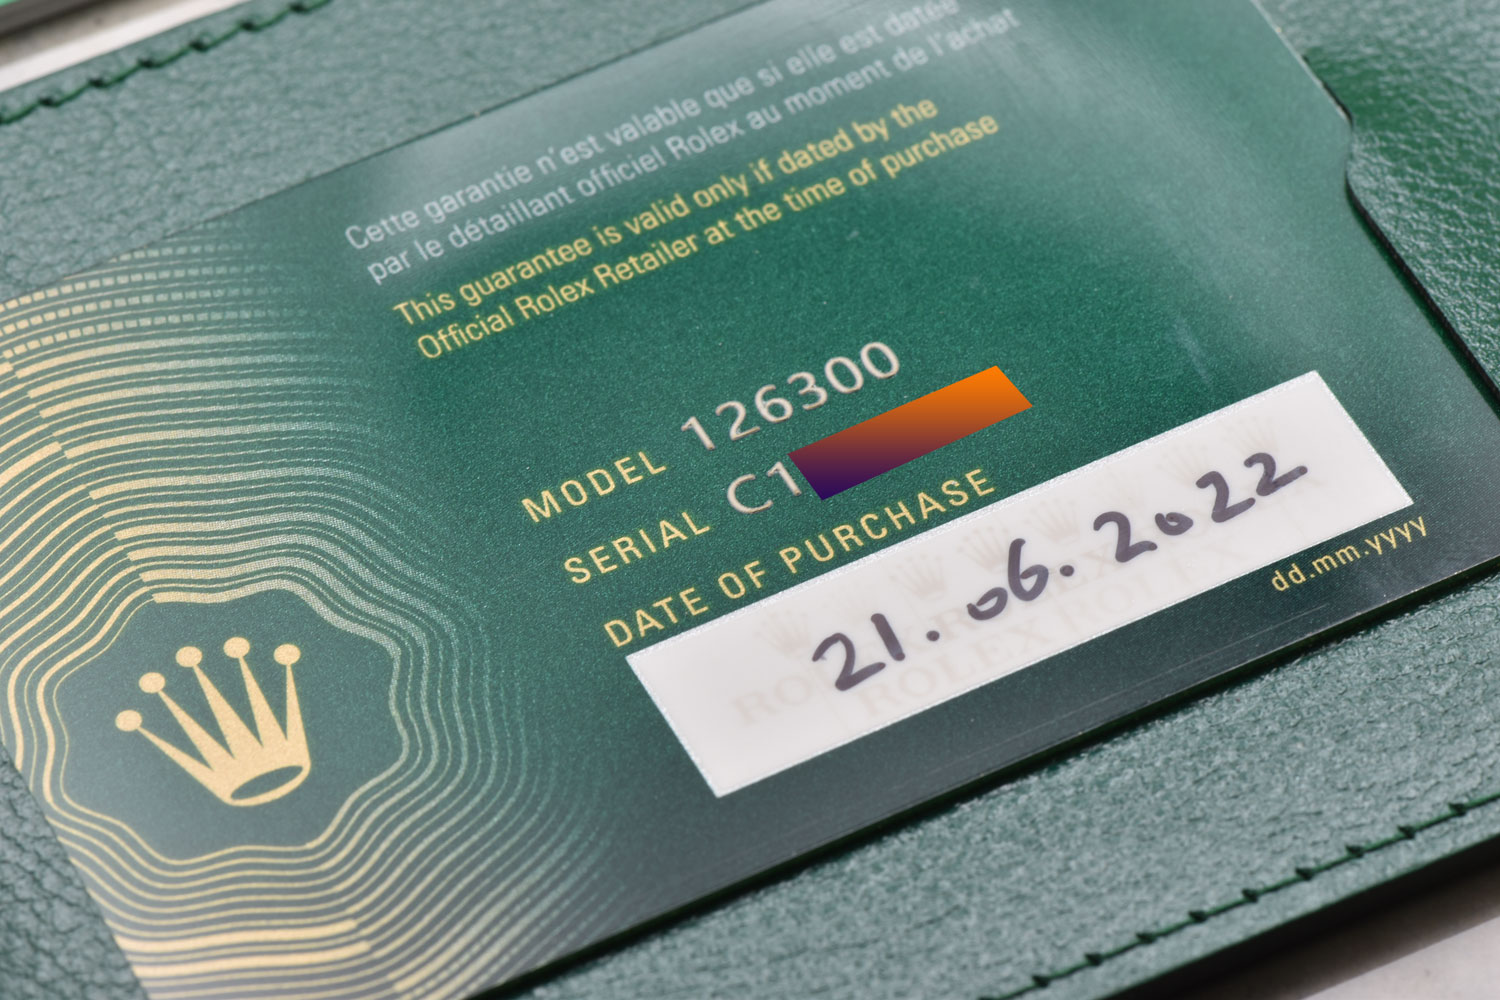 Cette garantie n'est valable que si elle est datée
par le détaillant officiel Rolex au moment de l'achat
This guarantee is valid only if dated by the
Official Rolex Retailer at the time of purchase
MODEL 126300
SERIAL C1
DATE OF PURCHASE
21.06.2022
dd.mm.yyyy